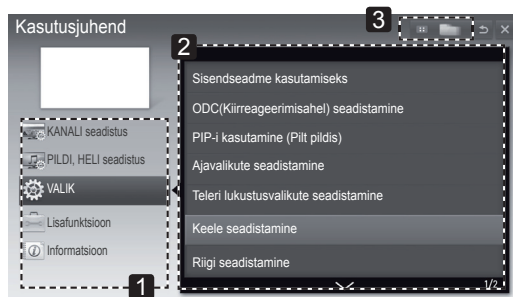 Kasutusjuhend
3
2
KANALI seadistus
PILDI, HELI seadistus
VALIK
Lisafunktsioon
Informatsioon
1
Sisendseadme kasutamiseks
ODC(Kiirreageerimisahel) seadistamine
PIP-i kasutamine (Pilt pildis)
Ajavalikute seadistamine
Teleri lukustusvalikute seadistamine
Keele seadistamine
Riigi seadistamine
1/2